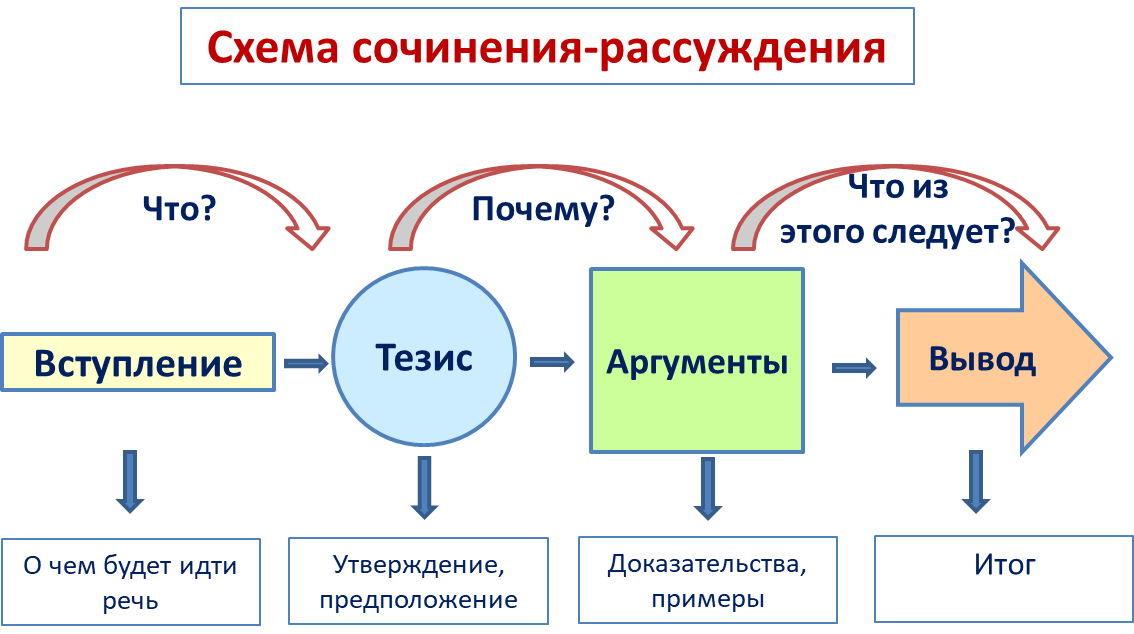 Схема сочинения-рассуждения
Что?
Почему?
Что из
этого следует?
Вступление
Тезис
Аргументы
Вывод
О чем будет идти
речь
Утверждение,
предположение
Доказательства,
примеры
Итог